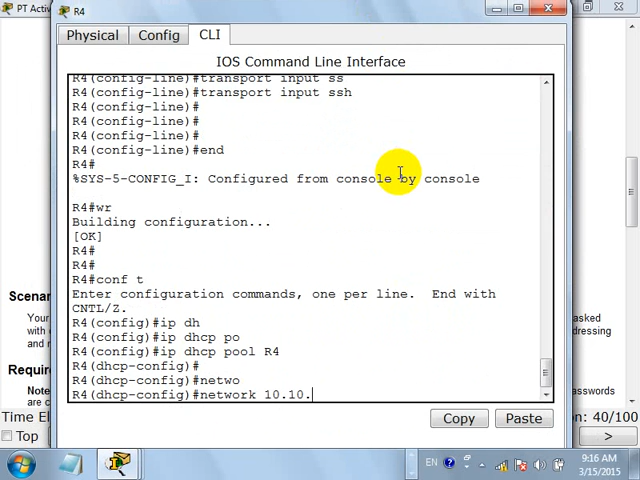 PT Activ
R4
Physical
Config
CLI
IOS Command Line Interface
R4(config-line)#transport input ss
R4(config-line)#transport input ssh
R4(config-line)#
R4(config-line)#
R4(config-line)#
R4(config-line)#end
R4#
%SYS-5-CONFIG_I: Configured from console by console
R4#wr
Building configuration...
[OK]
R4#
R4#
R4#conf t
Enter configuration commands, one per line.  End with
CNTL/Z.
R4(config)#ip dh
R4(config)#ip dhcp po
R4(config)#ip dhcp pool R4
R4(dhcp-config)#
R4(dhcp-config)#netwo
R4(dhcp-config)#network 10.10.
Copy
Paste
Scenar
Your
with
and r
asked
dressing
Requir
Note
are c
asswords
Time El
on: 40/100
Top
>
EN
9:16 AM
3/15/2015